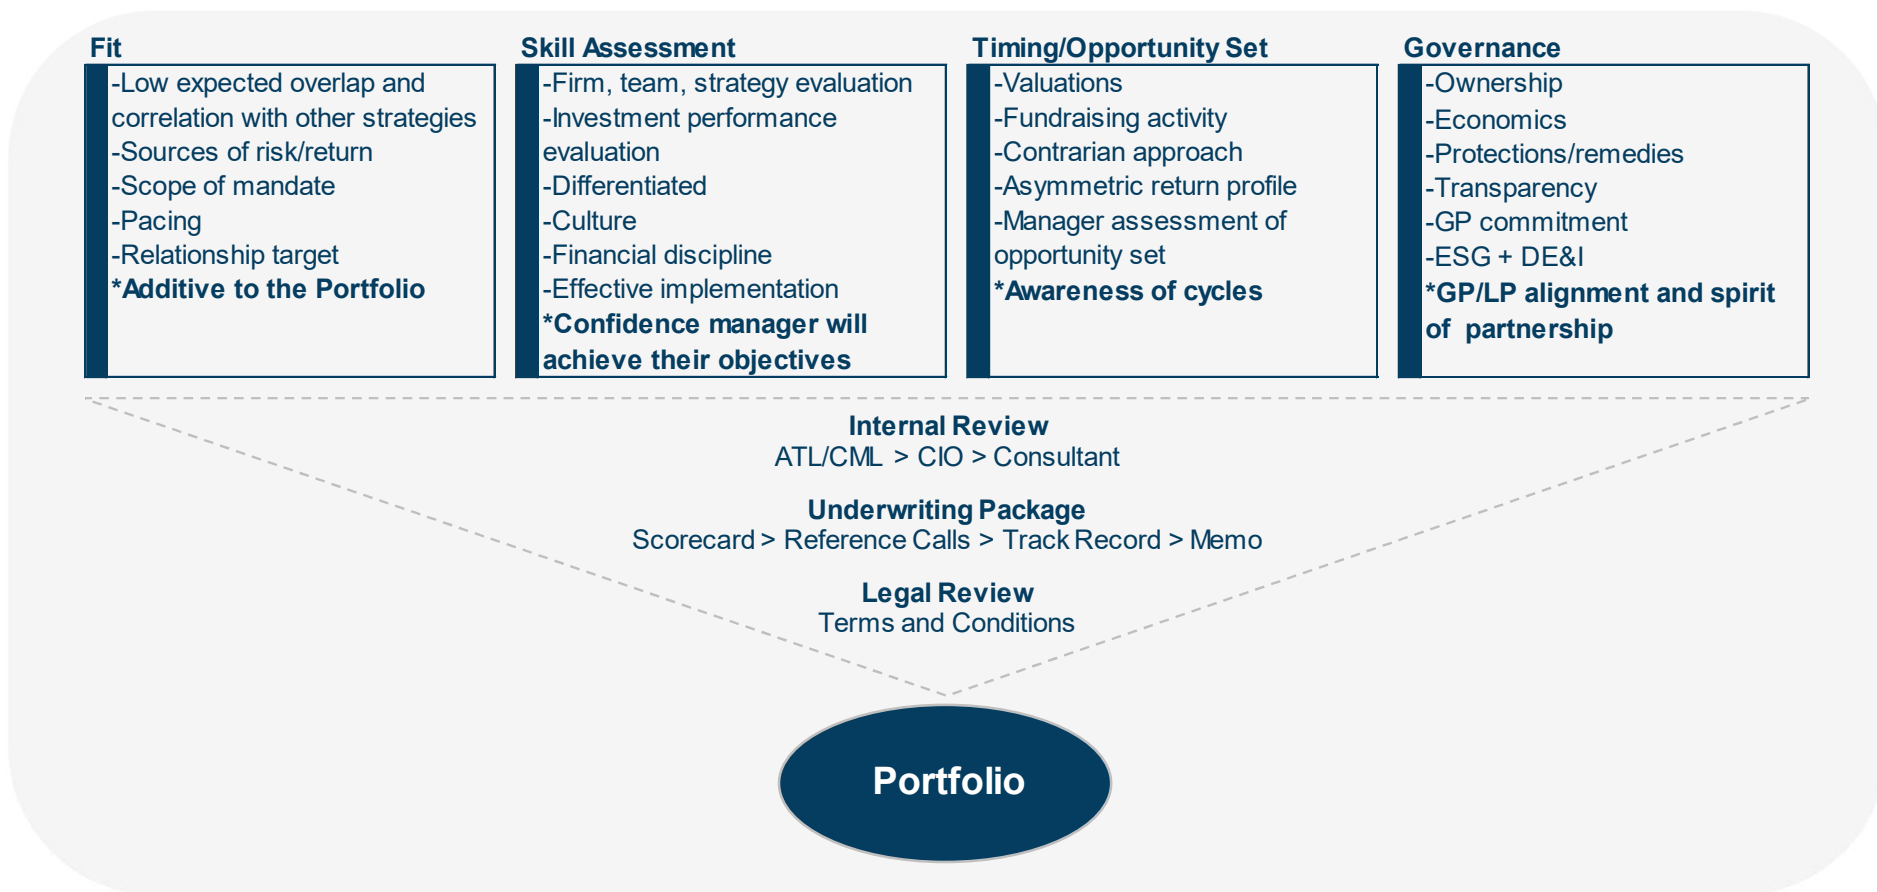 Fit
-Low expected overlap and
correlation with other strategies
-Sources of risk/return
-Scope of mandate
-Pacing
-Relationship target
*Additive to the Portfolio
Skill Assessment
-Firm, team, strategy evaluation
-Investment performance
evaluation
-Differentiated
-Culture
-Financial discipline
-Effective implementation
*Confidence manager will
achieve their objectives
Timing/Opportunity Set
-Valuations
-Fundraising activity
-Contrarian approach
-Asymmetric return profile
-Manager assessment of
opportunity set
*Awareness of cycles
Governance
-Ownership
-Economics
-Protections/remedies
-Transparency
-GP commitment
-ESG + DE&I
*GP/LP alignment and spirit
of partnership
Internal Review
ATL/CML > CIO > Consultant
Underwriting Package
Scorecard > Reference Calls > Track Record > Memo
Legal Review
Terms and Conditions
Portfolio